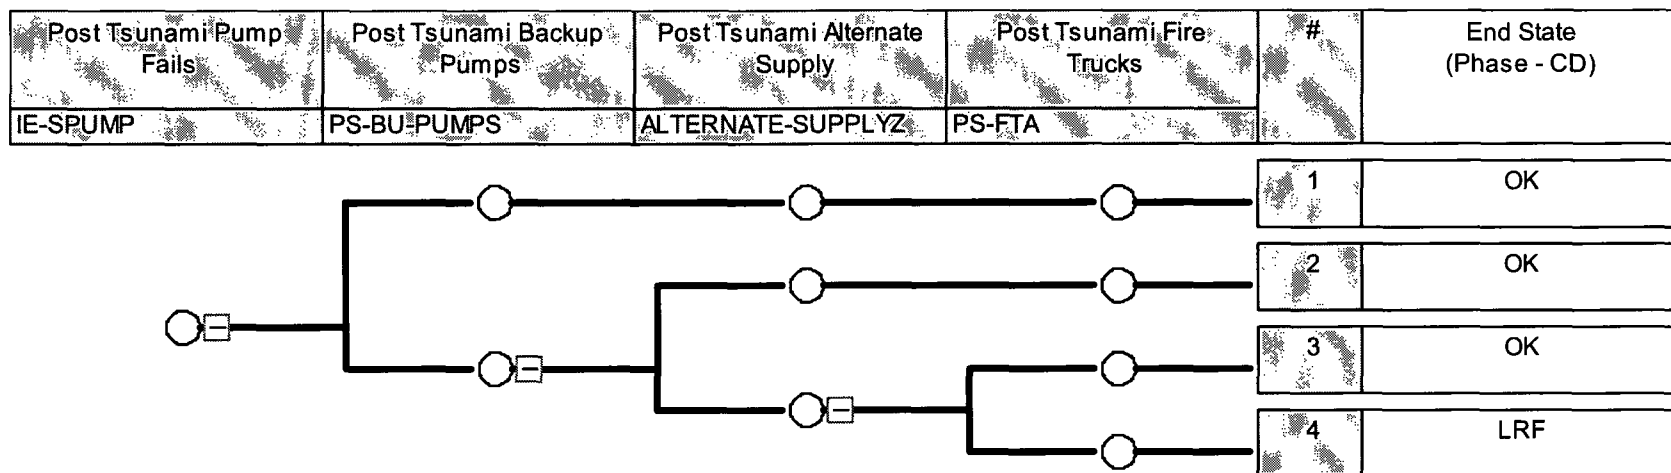 Post Tsunami Pump Fails
Post Tsunami Backup Pumps
Post Tsunami Alternate Supply
Post Tsunami Fire Trucks
#
End State (Phase - CD)
IE-SPUMP
PS-BU-PUMPS
ALTERNATE-SUPPLYZ
PS-FTA
1
OK
2
OK
3
OK
4
LRF